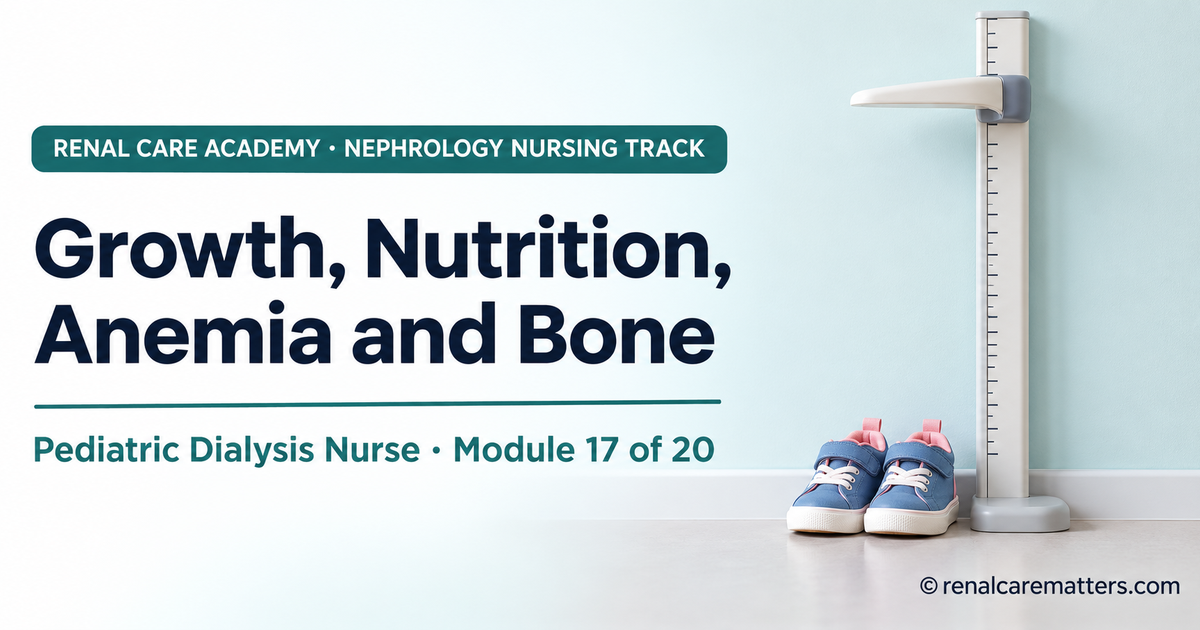 RENAL CARE ACADEMY • NEPHROLOGY NURSING TRACK
Growth, Nutrition,
Anemia and Bone
Pediatric Dialysis Nurse • Module 17 of 20
© renalcarematters.com